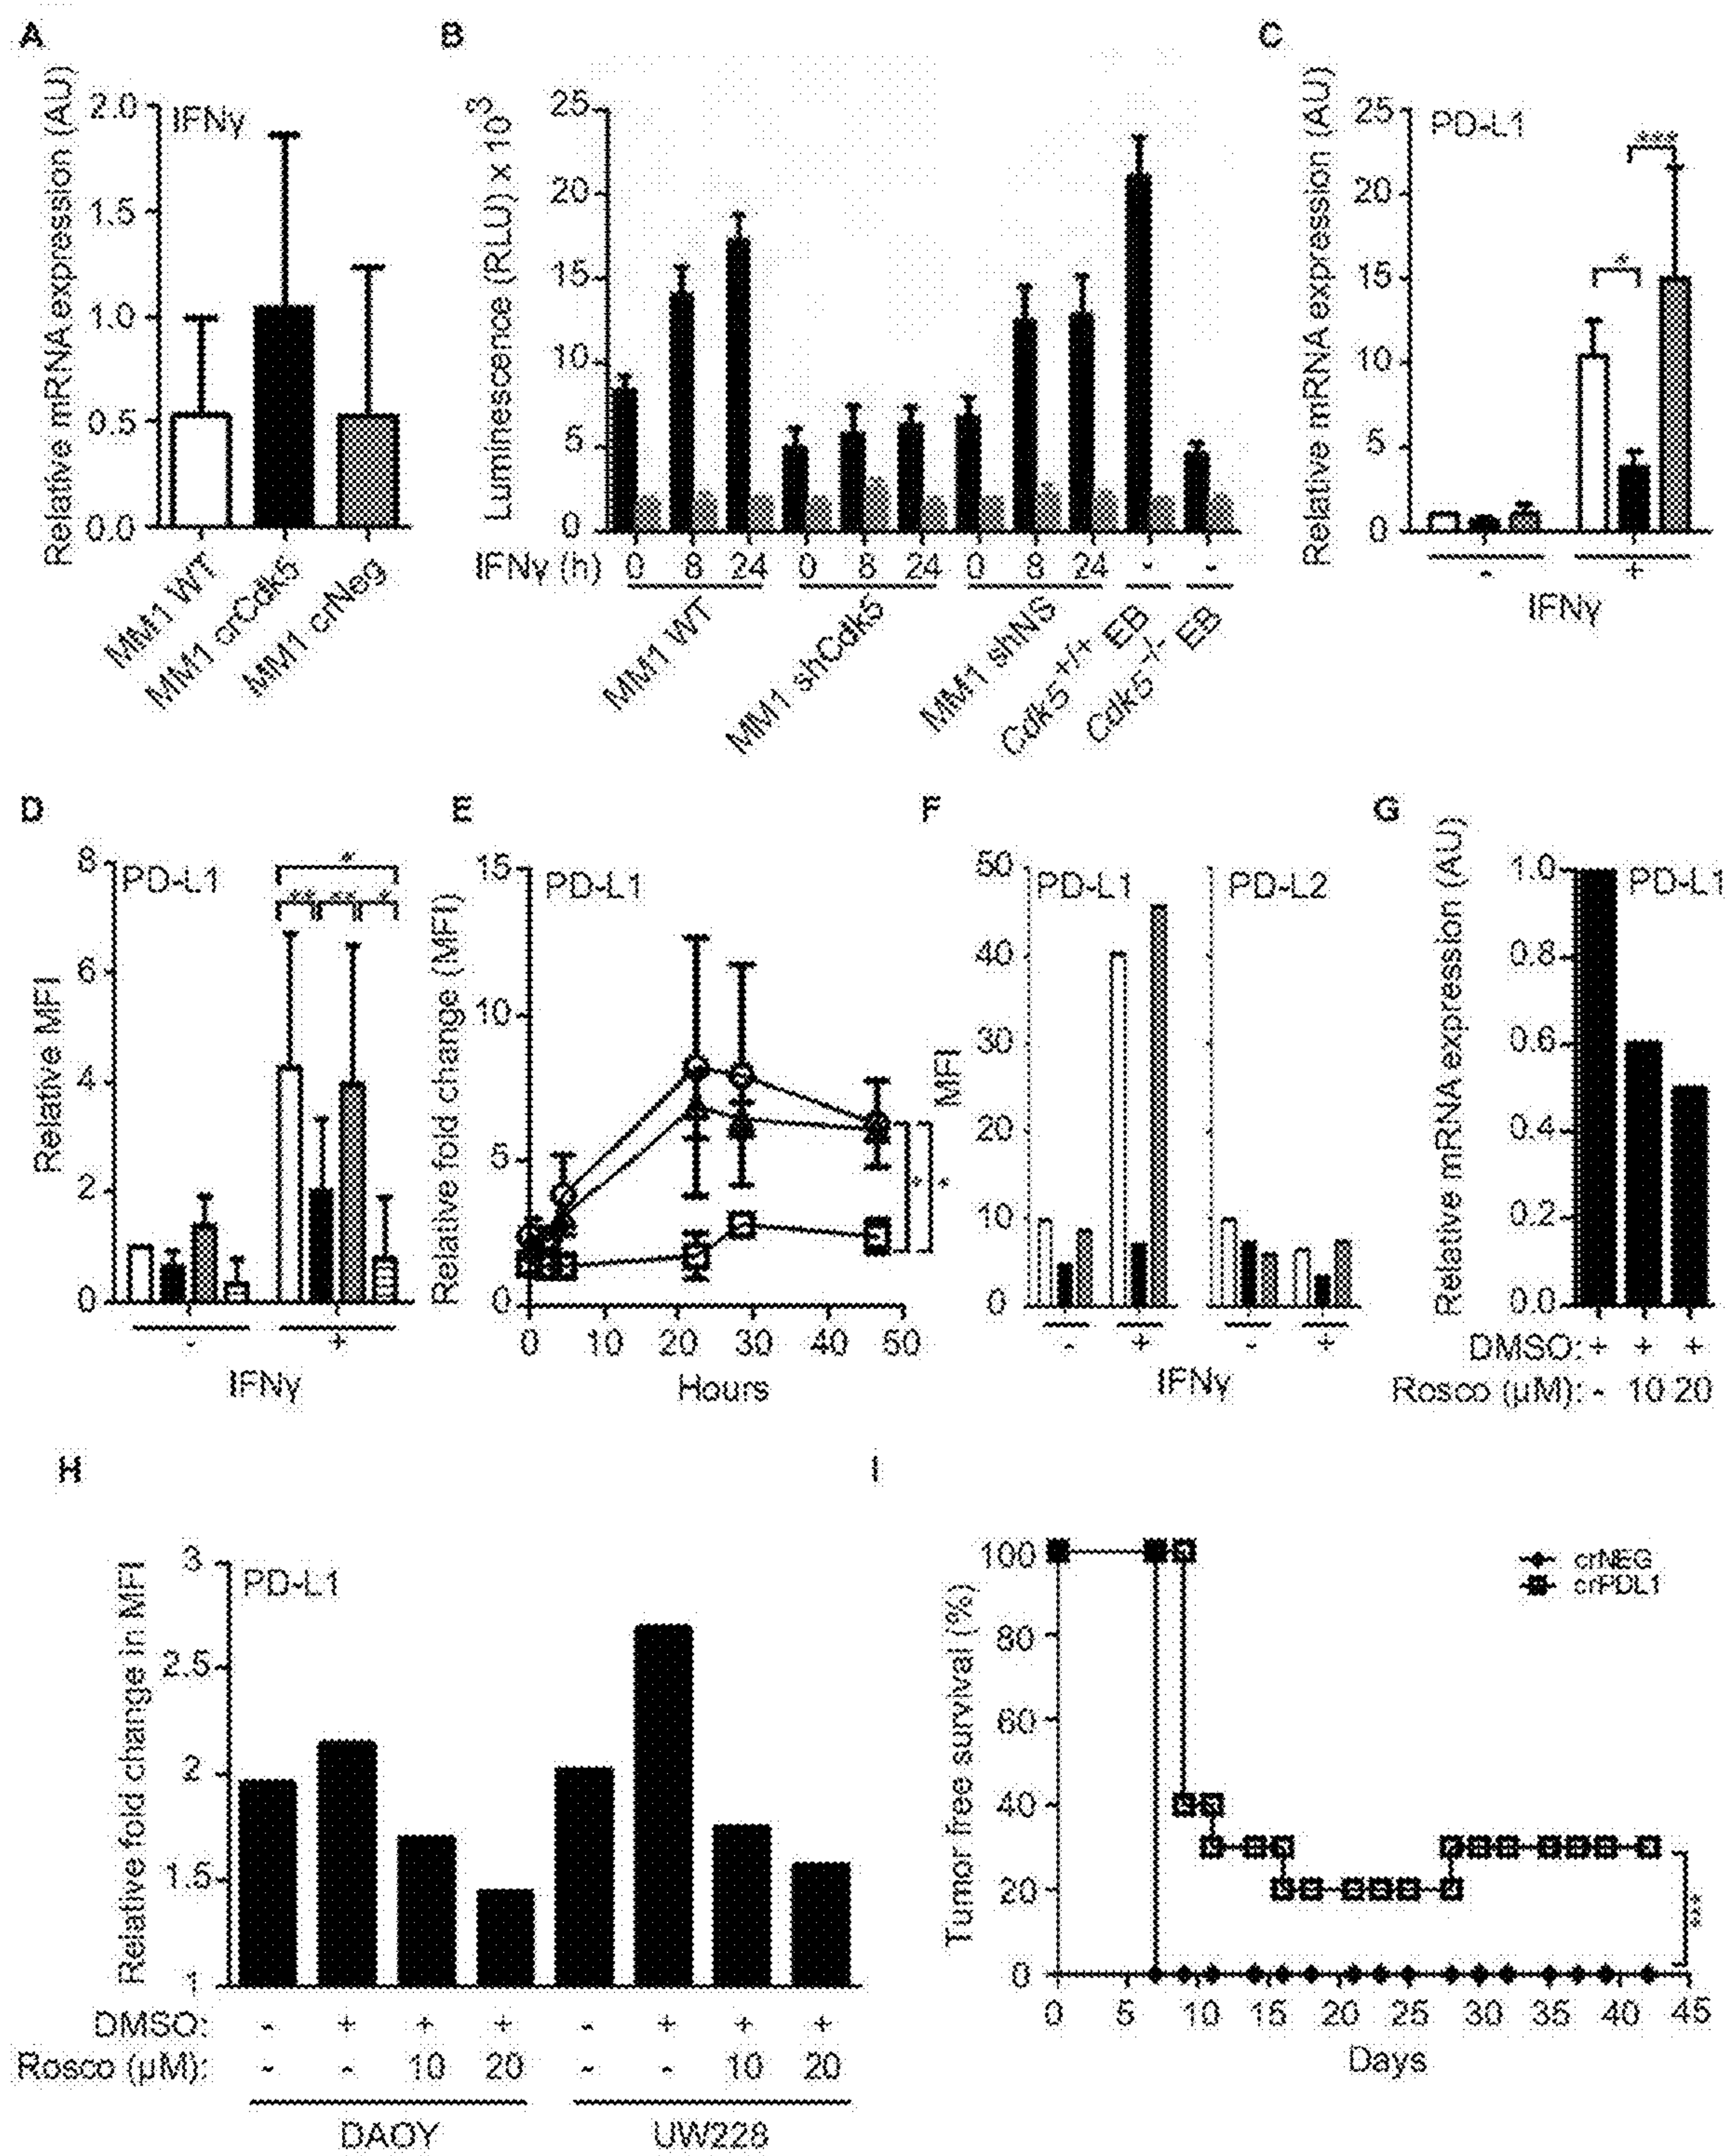 A
Relative mRNA expression (AU)
2.0
1.5
1.0
0.5
0.0
IFNγ
MM1 WT
MM1 crCdk5
MM1 crNeg
B
Luminescence (RLU) x 10³
25
20
15
10
5
0
IFNγ (h) 0 8 24 0 8 24 0 8 24 - -
MM1 WT
MM1 shCdk5
MM1 shNS
Cdk5+/+ EB
Cdk5-/- EB
C
Relative mRNA expression (AU)
25
20
15
10
5
0
PD-L1
*
***
- +
IFNγ
D
Relative MFI
8
6
4
2
0
PD-L1
*
** ** *
- +
IFNγ
E
Relative fold change (MFI)
15
10
5
0
PD-L1
* *
0 10 20 30 40 50
Hours
F
MFI
50
40
30
20
10
0
PD-L1 PD-L2
- + - +
IFNγ
G
Relative mRNA expression (AU)
1.0
0.8
0.6
0.4
0.2
0.0
PD-L1
DMSO: + + +
Rosco (μM): - 10 20
H
Relative fold change in MFI
3
2.5
2
1.5
1
PD-L1
DMSO: - + + + - + + +
Rosco (μM): - - 10 20 - - 10 20
DAOY UW228
I
Tumor free survival (%)
100
80
60
40
20
0
crNEG
crPDL1
***
0 5 10 15 20 25 30 35 40 45
Days